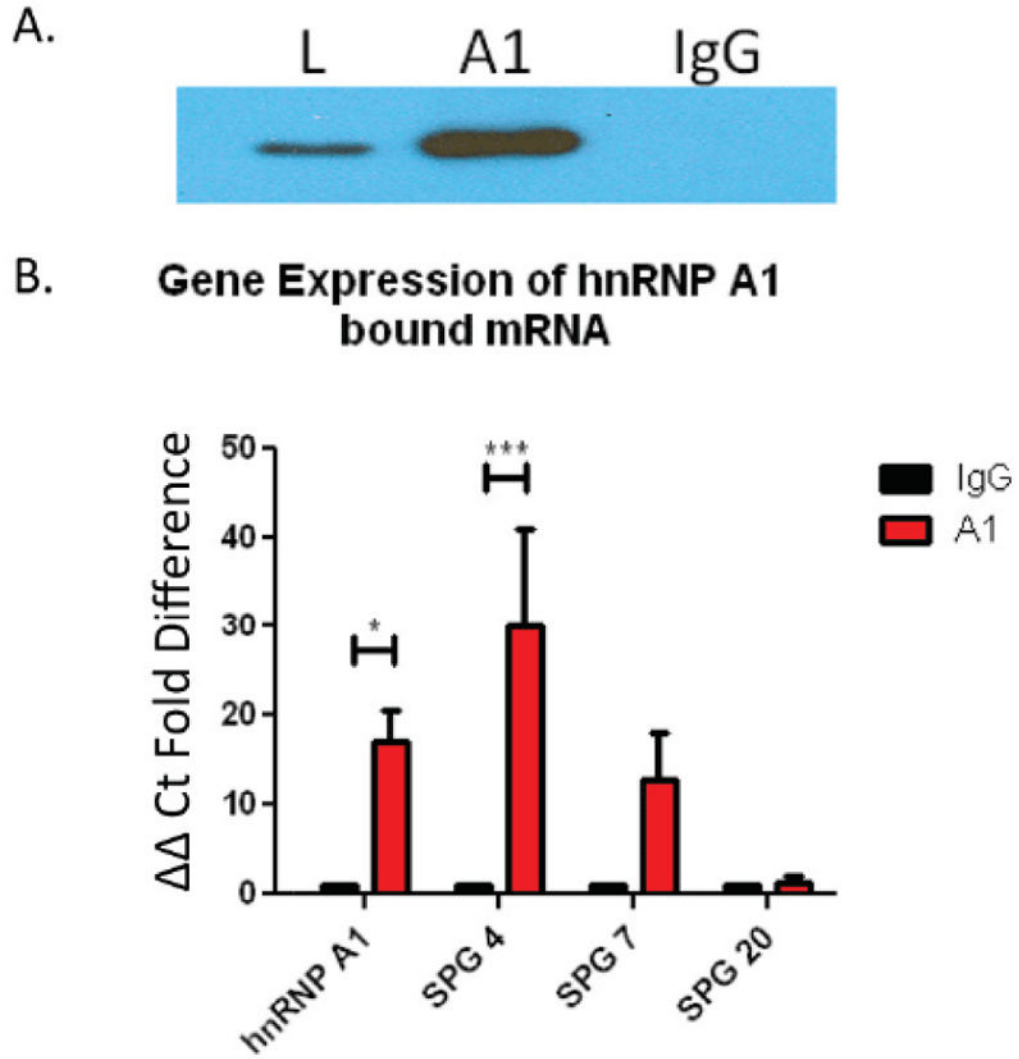 A.
L A1 IgG
B.
Gene Expression of hnRNP A1
bound mRNA
ΔΔ Ct Fold Difference
50
40
30
20
10
0
*
***
IgG
A1
hnRNP A1
SPG 4
SPG 7
SPG 20